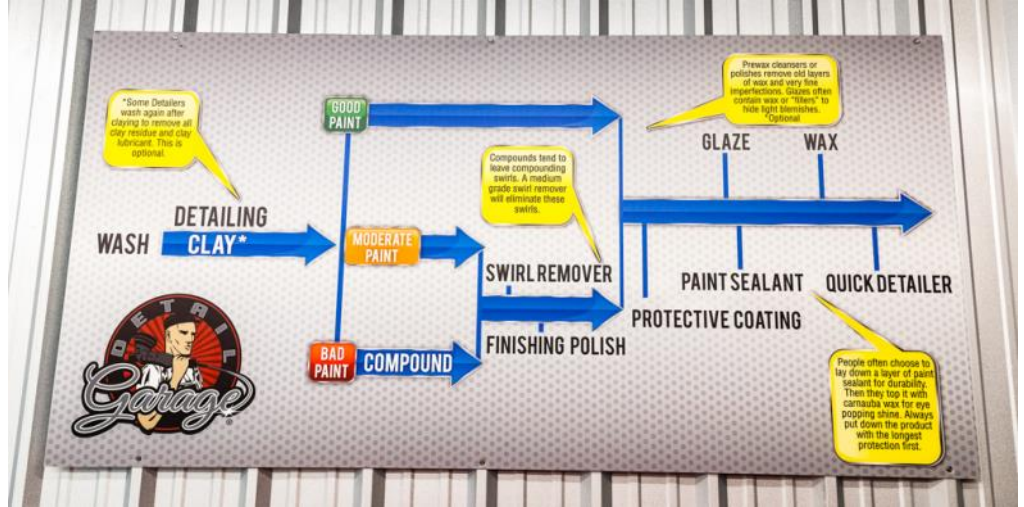 *Some Detailers
wash again after
claying to remove all
clay residue and clay
lubricant. This is
optional.
GOOD
PAINT
Prewax cleansers or
polishes remove old layers
of wax and very fine
imperfections. Glazes often
contain wax or "fillers" to
hide light blemishes.
*Optional
GLAZE
WAX
Compounds tend to
leave compounding
swirls. A medium
grade swirl remover
will eliminate these
swirls.
DETAILING
WASH
CLAY*
MODERATE
PAINT
SWIRL REMOVER
PAINT SEALANT
QUICK DETAILER
PROTECTIVE COATING
FINISHING POLISH
BAD
PAINT
COMPOUND
People often choose to
lay down a layer of paint
sealant for durability.
Then they top it with
carnauba wax for eye
popping shine. Always
put down the product
with the longest
protection first.
DETAIL
Garage